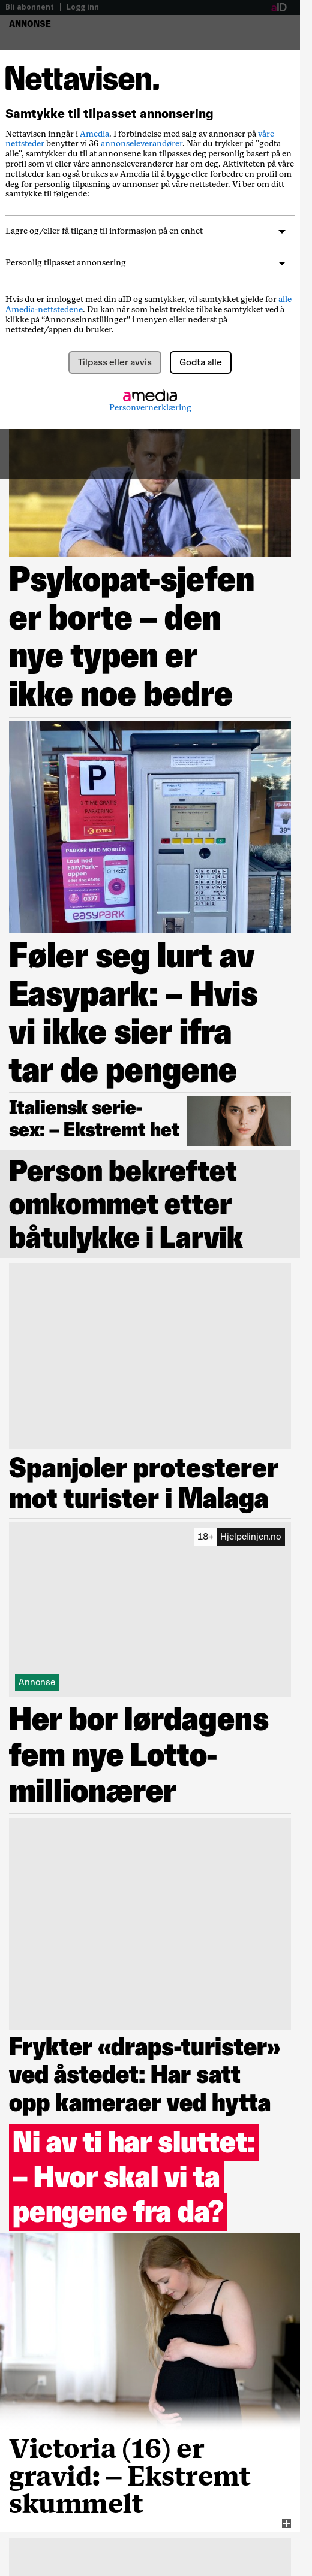 Bli abonnent | Logg inn
aID
ANNONSE
Nettavisen.
Samtykke til tilpasset annonsering
Nettavisen inngår i Amedia. I forbindelse med salg av annonser på våre
nettsteder benytter vi 36 annonseleverandører. Når du trykker på "godta
alle", samtykker du til at annonsene kan tilpasses deg personlig basert på en
profil som vi eller våre annonseleverandører har om deg. Aktiviteten på våre
nettsteder kan også brukes av Amedia til å bygge eller forbedre en profil om
deg for personlig tilpasning av annonser på våre nettsteder. Vi ber om ditt
samtykke til følgende:
Lagre og/eller få tilgang til informasjon på en enhet
Personlig tilpasset annonsering
Hvis du er innlogget med din aID og samtykker, vil samtykket gjelde for alle
Amedia-nettstedene. Du kan når som helst trekke tilbake samtykket ved å
klikke på “Annonseinnstillinger” i menyen eller nederst på
nettstedet/appen du bruker.
Tilpass eller avvis
Godta alle
amedia
Personvernerklæring
Psykopat-sjefen
er borte – den
nye typen er
ikke noe bedre
P
1-TIME GRATIS
PARKERING
EXTRA
PARKER MED MOBILEN
Last ned
EasyPark-
appen
14:27
0377
EASYPARK
39
Føler seg lurt av
Easypark: – Hvis
vi ikke sier ifra
tar de pengene
Italiensk serie-
sex: – Ekstremt het
Person bekreftet
omkommet etter
båtulykke i Larvik
Spanjoler protesterer
mot turister i Malaga
18+ Hjelpelinjen.no
Annonse
Her bor lørdagens
fem nye Lotto-
millionærer
Frykter «draps-turister»
ved åstedet: Har satt
opp kameraer ved hytta
Ni av ti har sluttet:
– Hvor skal vi ta
pengene fra da?
Victoria (16) er
gravid: – Ekstremt
skummelt